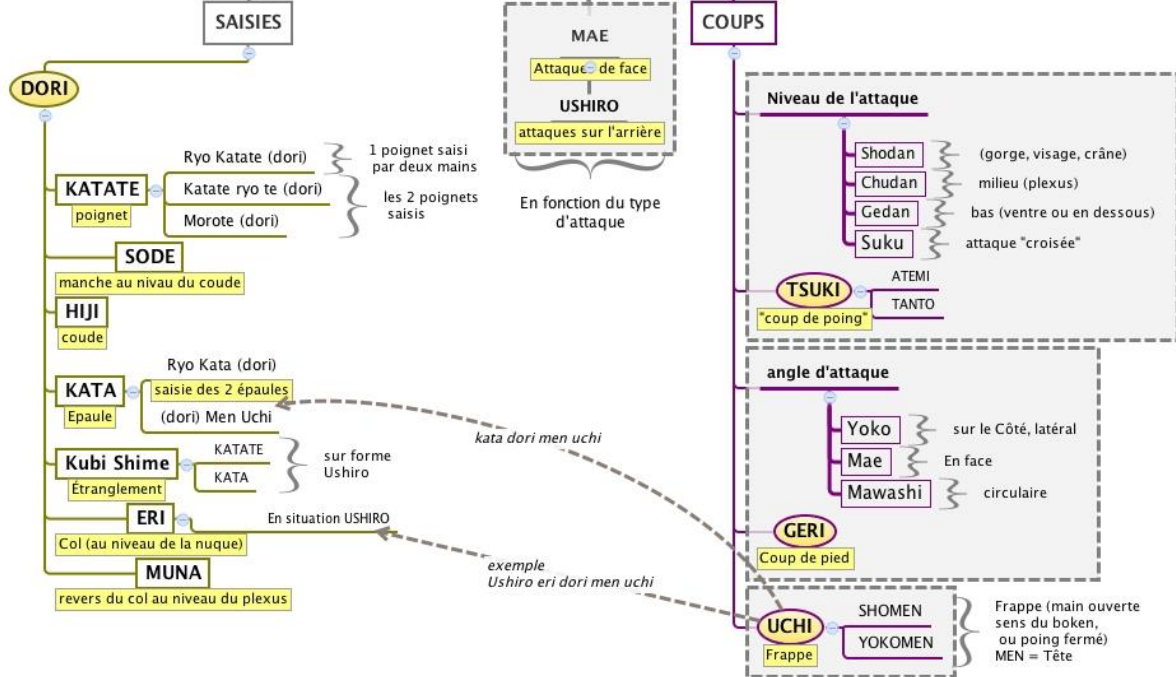 SAISIES
DORI
KATATE
poignet
Ryo Katate (dori)
1 poignet saisi
par deux mains
Katate ryo te (dori)
Morote (dori)
les 2 poignets
saisis
SODE
manche au nivau du coude
HIJI
coude
KATA
Epaule
Ryo Kata (dori)
saisie des 2 épaules
(dori) Men Uchi
Kubi Shime
Étranglement
KATATE
KATA
sur forme
Ushiro
ERI
Col (au niveau de la nuque)
En situation USHIRO
MUNA
revers du col au niveau du plexus
MAE
Attaque de face
USHIRO
attaques sur l'arrière
En fonction du type
d'attaque
kata dori men uchi
exemple
Ushiro eri dori men uchi
COUPS
Niveau de l'attaque
Shodan
(gorge, visage, crâne)
Chudan
milieu (plexus)
Gedan
bas (ventre ou en dessous)
Suku
attaque "croisée"
TSUKI
"coup de poing"
ATEMI
TANTO
angle d'attaque
Yoko
sur le Côté, latéral
Mae
En face
Mawashi
circulaire
GERI
Coup de pied
UCHI
Frappe
SHOMEN
YOKOMEN
Frappe (main ouverte
sens du boken,
ou poing fermé)
MEN = Tête